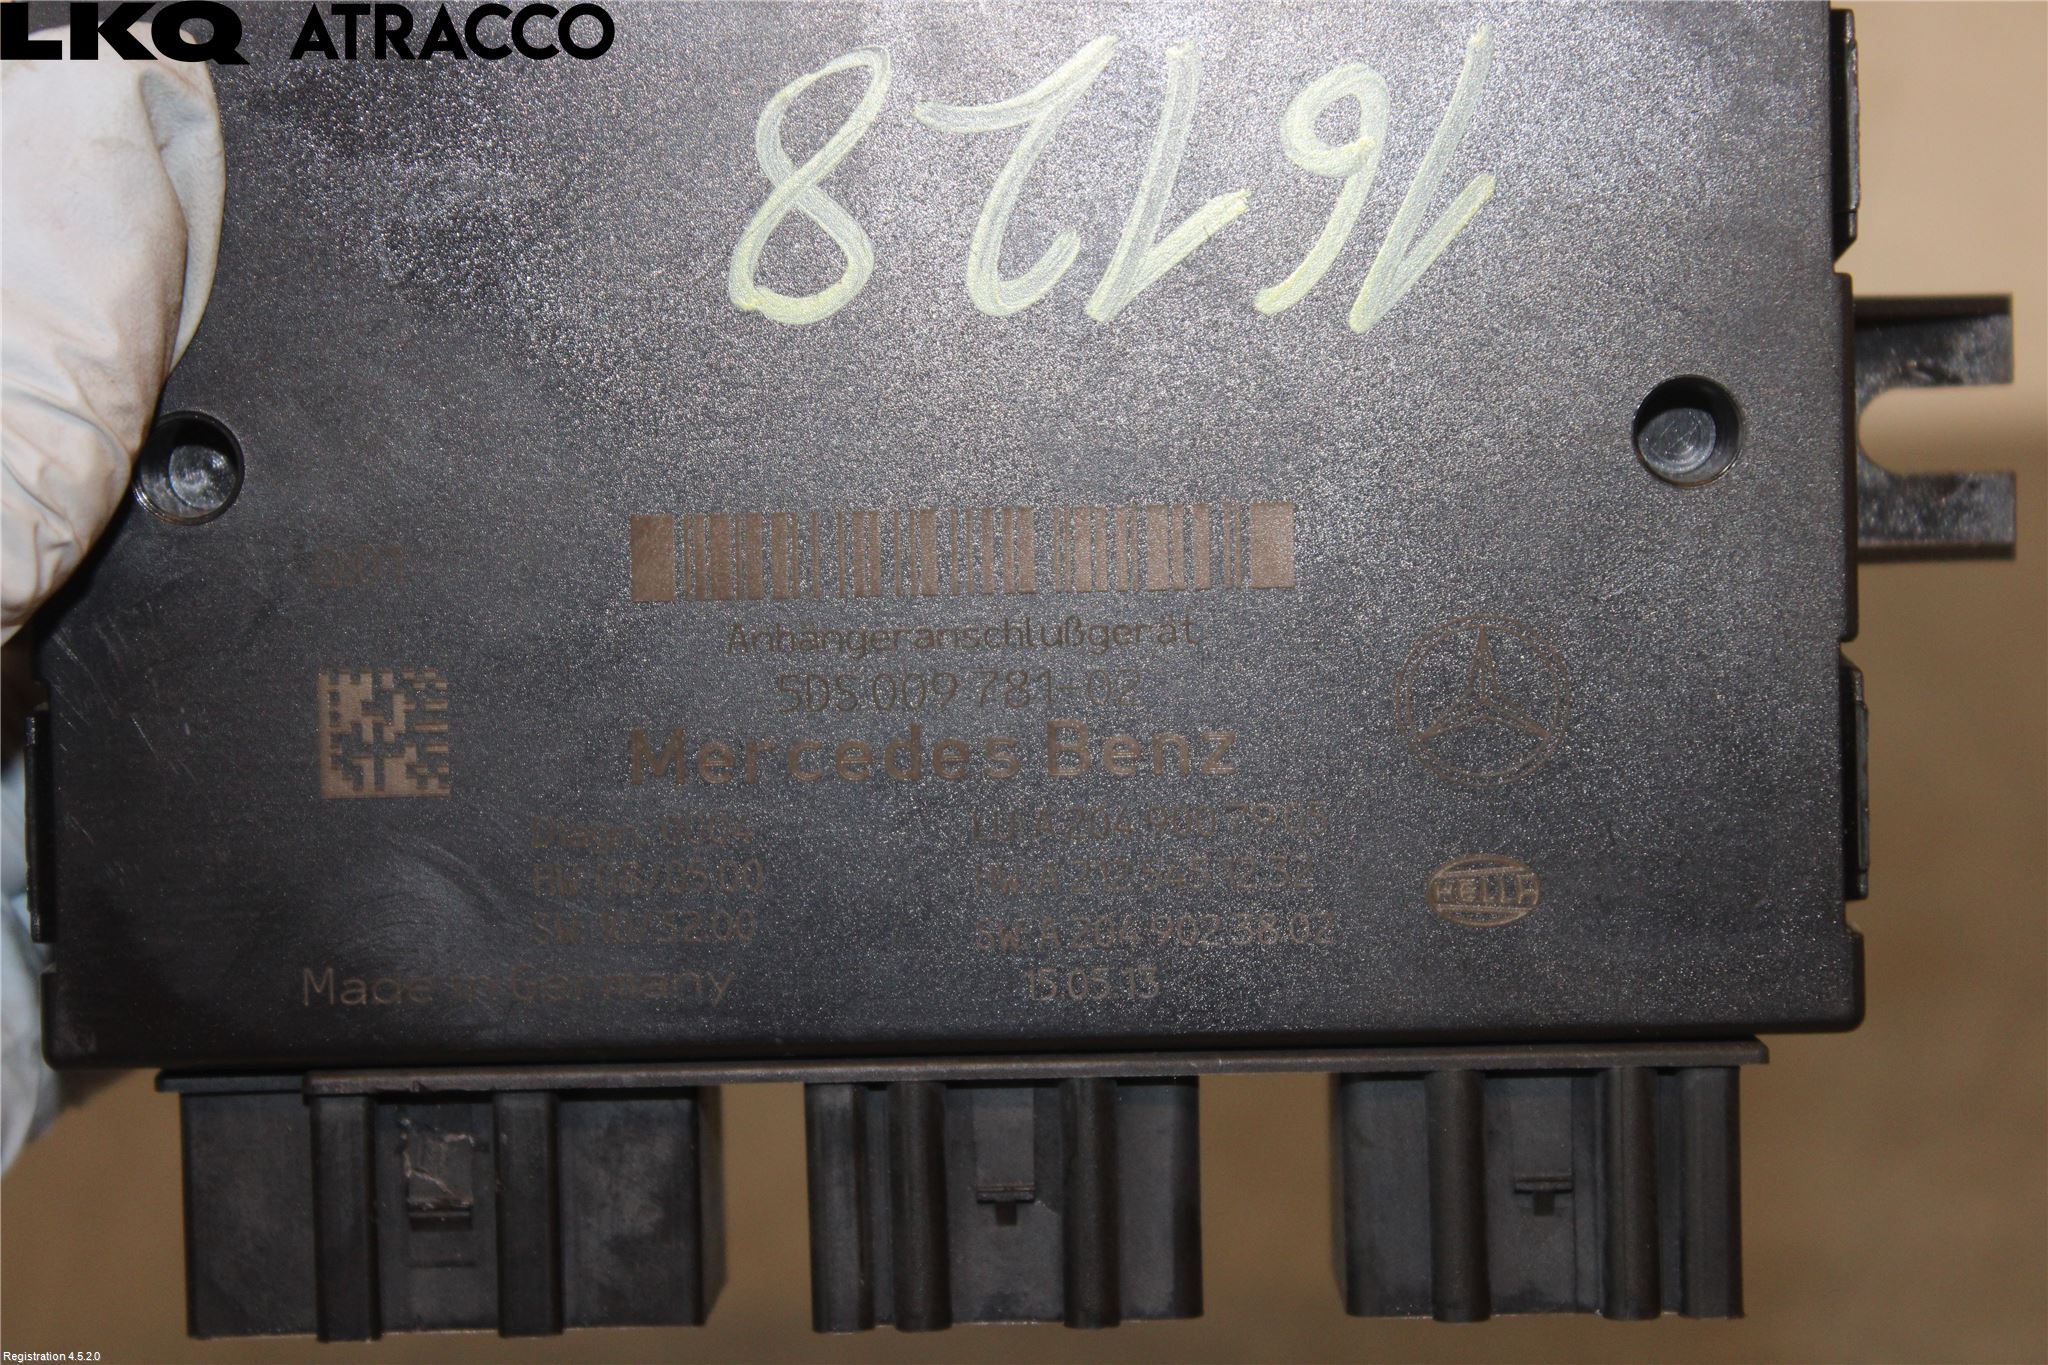 LKQ ATRACCO
16128
Anhängeranschlußgerät
5DS 009 781-02
Mercedes Benz
Diagn. 0004 LU A 204 900 79 05
HW 08/05 00 HW A 212 545 12 32
SW 10/32 00 SW A 204 902 38 02
HELLA
Made in Germany 15.05.13
Registration 4.5.2.0